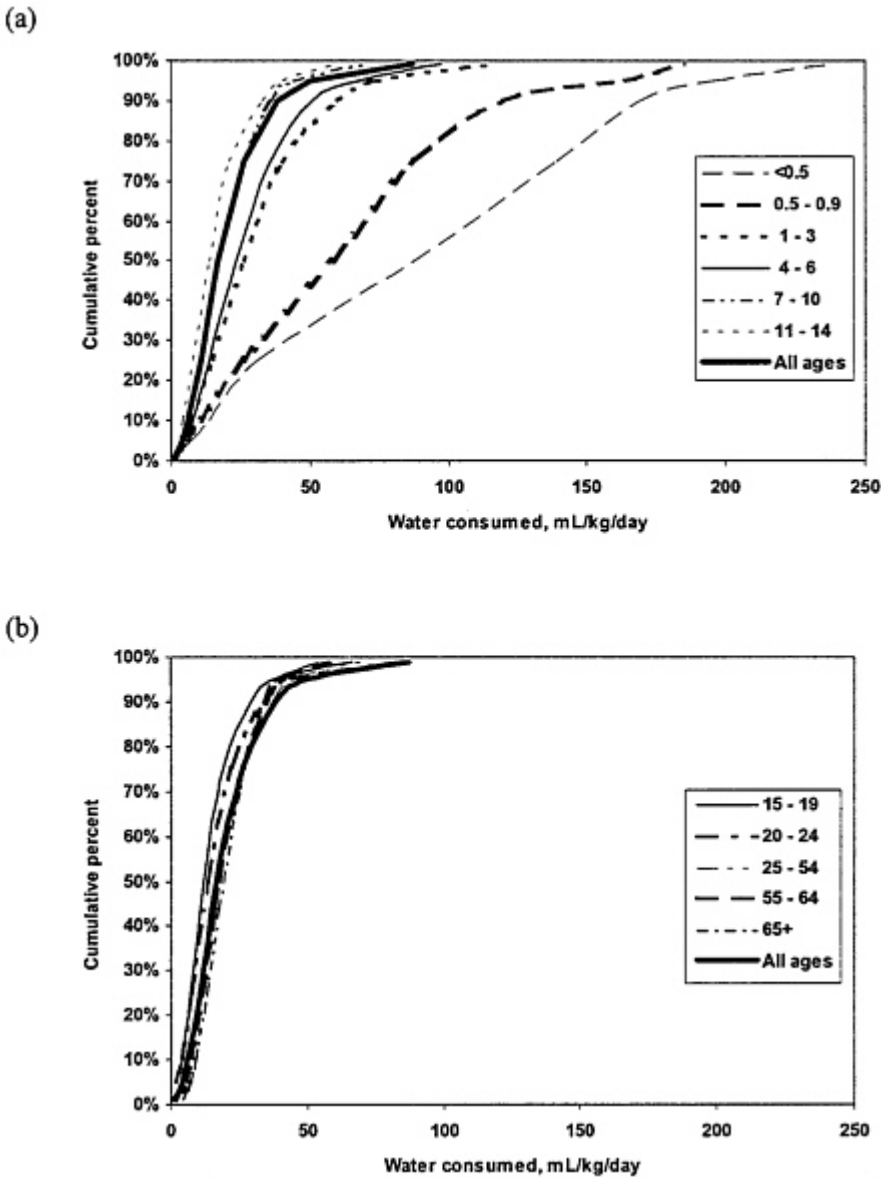 (a)
100%
90%
80%
70%
60%
50%
40%
30%
20%
10%
0%
Cumulative percent
0 50 100 150 200 250
Water consumed, mL/kg/day
<0.5
0.5 - 0.9
1 - 3
4 - 6
7 - 10
11 - 14
All ages
(b)
100%
90%
80%
70%
60%
50%
40%
30%
20%
10%
0%
Cumulative percent
0 50 100 150 200 250
Water consumed, mL/kg/day
15 - 19
20 - 24
25 - 54
55 - 64
65+
All ages